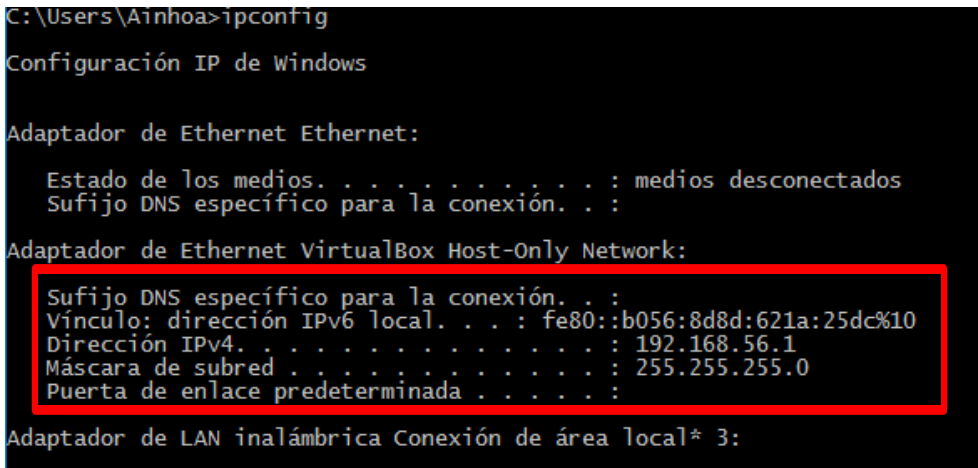 C:\Users\Ainhoa>ipconfig
Configuración IP de Windows
Adaptador de Ethernet Ethernet:
Estado de los medios. . . . . . . . . . . : medios desconectados
Sufijo DNS específico para la conexión. . :
Adaptador de Ethernet VirtualBox Host-Only Network:
Sufijo DNS específico para la conexión. . :
Vínculo: dirección IPv6 local. . . : fe80::b056:8d8d:621a:25dc%10
Dirección IPv4. . . . . . . . . . . . . . : 192.168.56.1
Máscara de subred . . . . . . . . . . . . : 255.255.255.0
Puerta de enlace predeterminada . . . . . :
Adaptador de LAN inalámbrica Conexión de área local* 3: